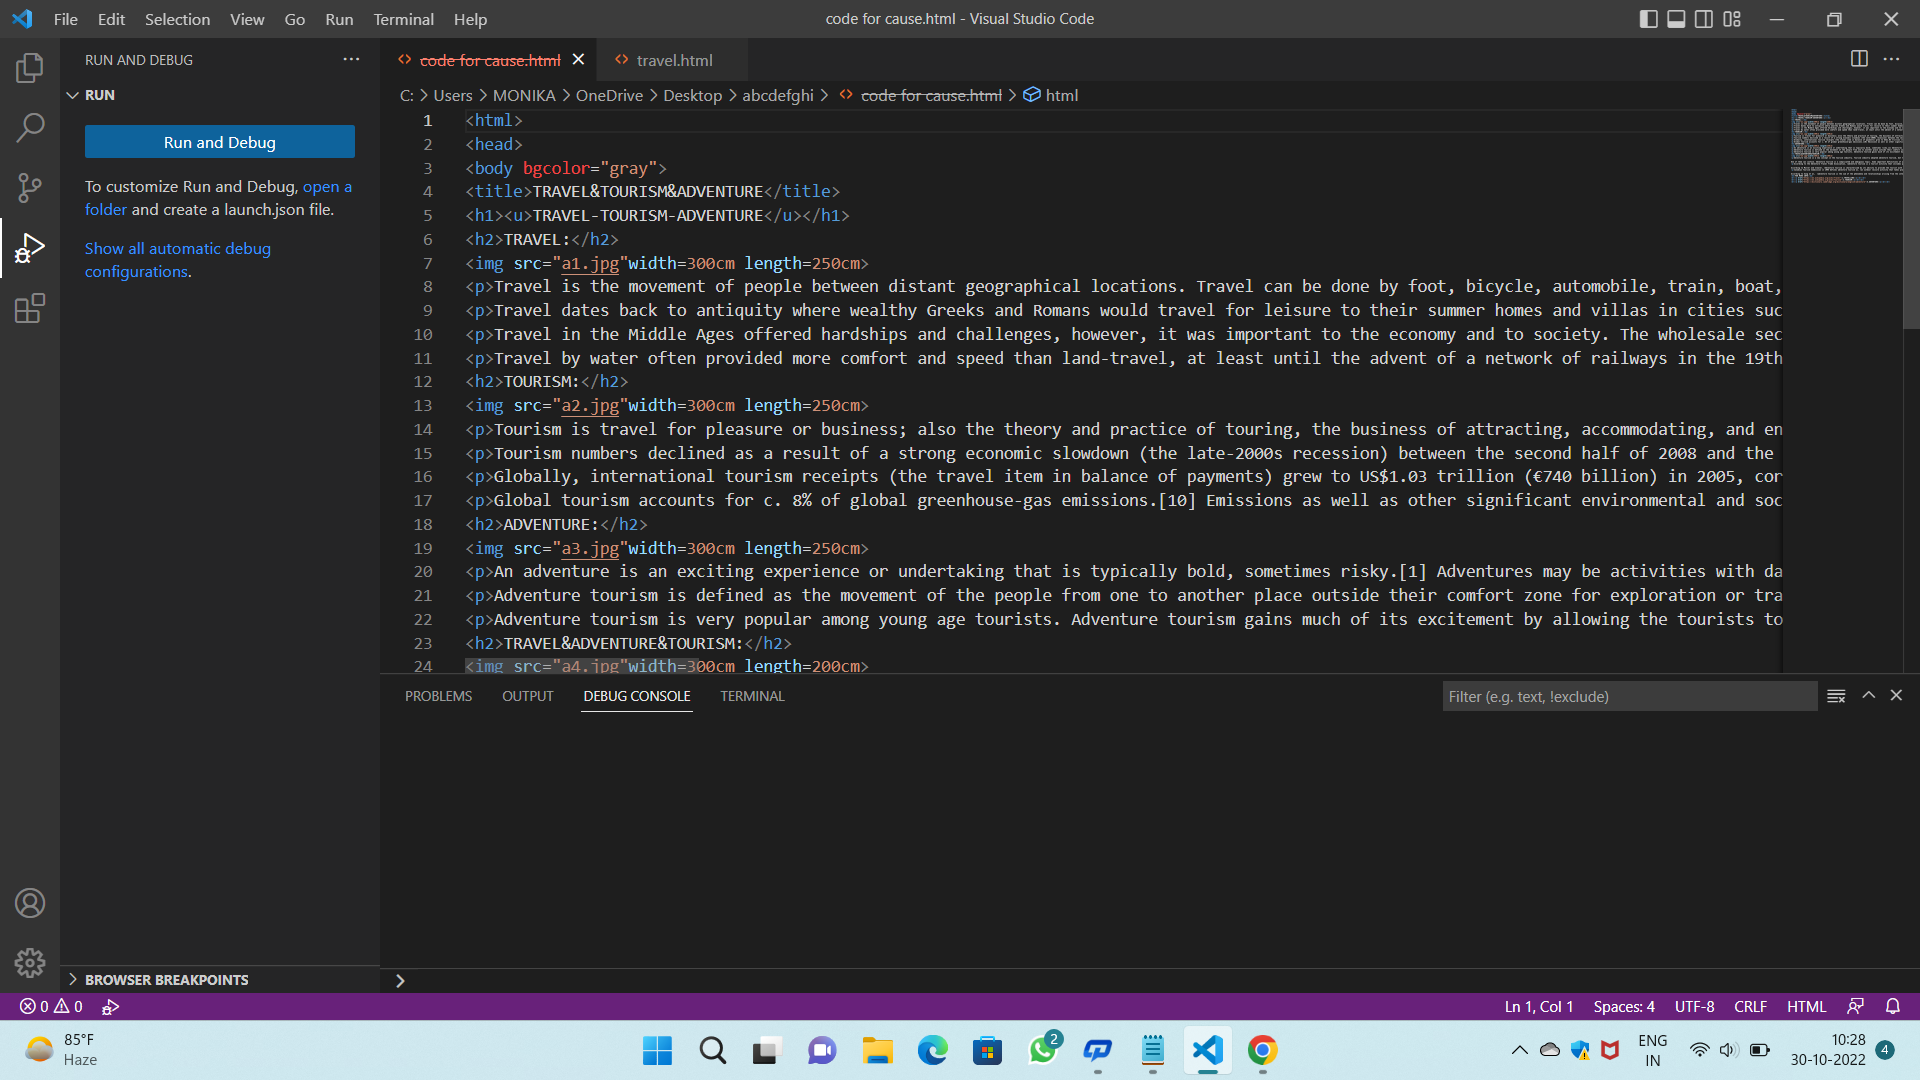 File Edit Selection View Go Run Terminal Help
code for cause.html - Visual Studio Code
RUN AND DEBUG
RUN
Run and Debug
To customize Run and Debug, open a
folder and create a launch.json file.
Show all automatic debug
configurations.
BROWSER BREAKPOINTS
code for cause.html
travel.html
C: > Users > MONIKA > OneDrive > Desktop > abcdefghi > code for cause.html > html
1 <html>
2 <head>
3 <body bgcolor="gray">
4 <title>TRAVEL&TOURISM&ADVENTURE</title>
5 <h1><u>TRAVEL-TOURISM-ADVENTURE</u></h1>
6 <h2>TRAVEL:</h2>
7 <img src="a1.jpg"width=300cm length=250cm>
8 <p>Travel is the movement of people between distant geographical locations. Travel can be done by foot, bicycle, automobile, train, boat,
9 <p>Travel dates back to antiquity where wealthy Greeks and Romans would travel for leisure to their summer homes and villas in cities suc
10 <p>Travel in the Middle Ages offered hardships and challenges, however, it was important to the economy and to society. The wholesale sec
11 <p>Travel by water often provided more comfort and speed than land-travel, at least until the advent of a network of railways in the 19th
12 <h2>TOURISM:</h2>
13 <img src="a2.jpg"width=300cm length=250cm>
14 <p>Tourism is travel for pleasure or business; also the theory and practice of touring, the business of attracting, accommodating, and en
15 <p>Tourism numbers declined as a result of a strong economic slowdown (the late-2000s recession) between the second half of 2008 and the
16 <p>Globally, international tourism receipts (the travel item in balance of payments) grew to US$1.03 trillion (€740 billion) in 2005, cor
17 <p>Global tourism accounts for c. 8% of global greenhouse-gas emissions.[10] Emissions as well as other significant environmental and soc
18 <h2>ADVENTURE:</h2>
19 <img src="a3.jpg"width=300cm length=250cm>
20 <p>An adventure is an exciting experience or undertaking that is typically bold, sometimes risky.[1] Adventures may be activities with da
21 <p>Adventure tourism is defined as the movement of the people from one to another place outside their comfort zone for exploration or tra
22 <p>Adventure tourism is very popular among young age tourists. Adventure tourism gains much of its excitement by allowing the tourists to
23 <h2>TRAVEL&ADVENTURE&TOURISM:</h2>
24 <img src="a4.jpg"width=300cm length=200cm>
PROBLEMS OUTPUT DEBUG CONSOLE TERMINAL
Filter (e.g. text, !exclude)
0 0
Ln 1, Col 1 Spaces: 4 UTF-8 CRLF HTML
85°F
Haze
2
ENG
IN
10:28
30-10-2022
4